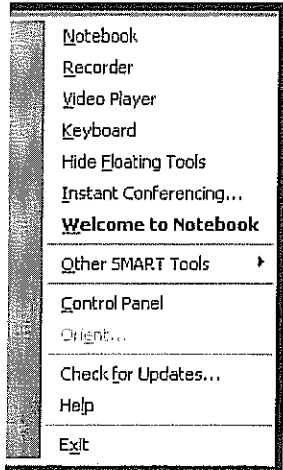 Notebook
Recorder
Video Player
Keyboard
Hide Floating Tools
Instant Conferencing...
Welcome to Notebook
Other SMART Tools
Control Panel
Orient...
Check for Updates...
Help
Exit